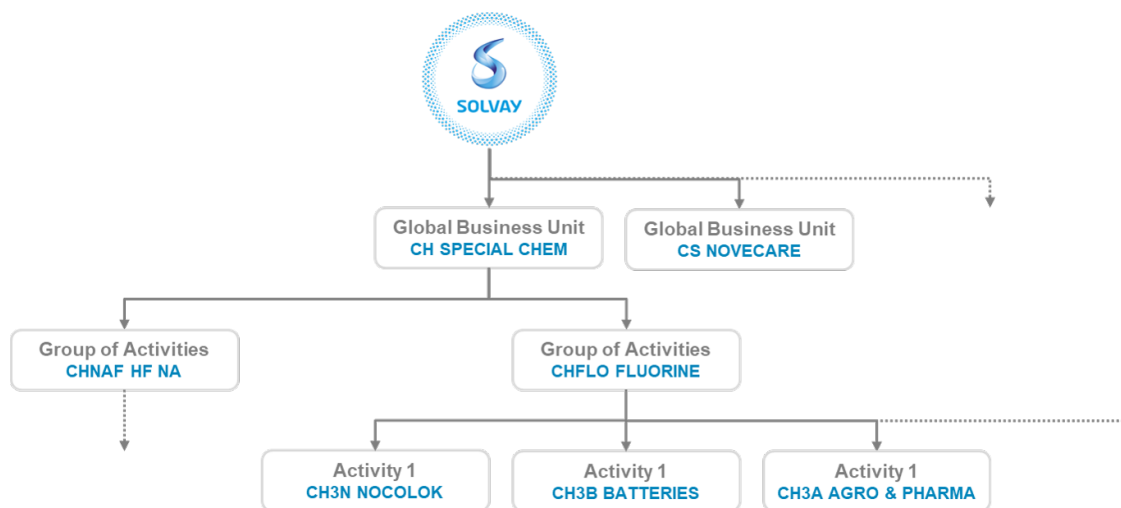 SOLVAY
Global Business Unit
CH SPECIAL CHEM
Global Business Unit
CS NOVECARE
Group of Activities
CHNAF HF NA
Group of Activities
CHFLO FLUORINE
Activity 1
CH3N NOCOLOK
Activity 1
CH3B BATTERIES
Activity 1
CH3A AGRO & PHARMA